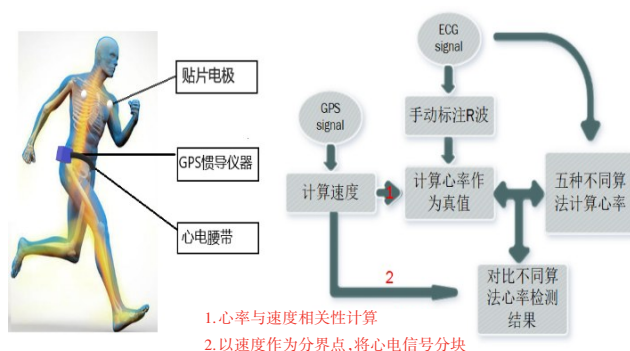 贴片电极
GPS惯导仪器
心电腰带
ECG
signal
GPS
signal
手动标注R波
计算速度
1
计算心率作
为真值
五种不同算
法计算心率
2
对比不同算
法心率检测
结果
1.心率与速度相关性计算
2.以速度作为分界点,将心电信号分块